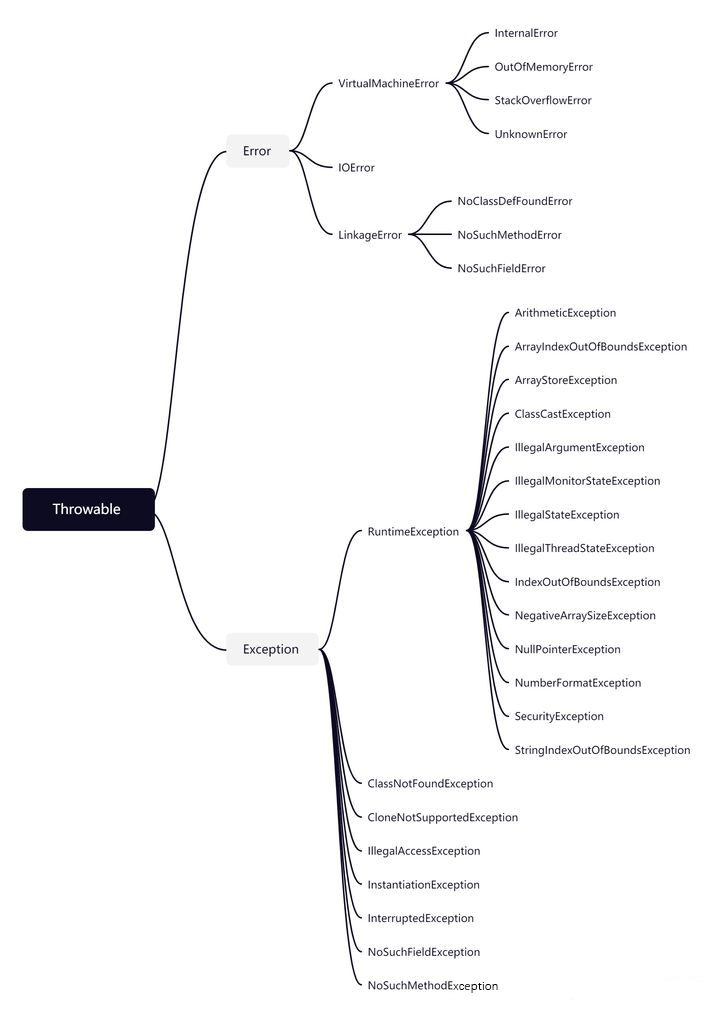 InternalError
OutOfMemoryError
VirtualMachineError
StackOverflowError
UnknownError
Error
IOError
NoClassDefFoundError
LinkageError
NoSuchMethodError
NoSuchFieldError
ArithmeticException
ArrayIndexOutOfBoundsException
ArrayStoreException
ClassCastException
IllegalArgumentException
IllegalMonitorStateException
Throwable
IllegalStateException
RuntimeException
IllegalThreadStateException
IndexOutOfBoundsException
NegativeArraySizeException
Exception
NullPointerException
NumberFormatException
SecurityException
StringIndexOutOfBoundsException
ClassNotFoundException
CloneNotSupportedException
IllegalAccessException
InstantiationException
InterruptedException
NoSuchFieldException
NoSuchMethodException